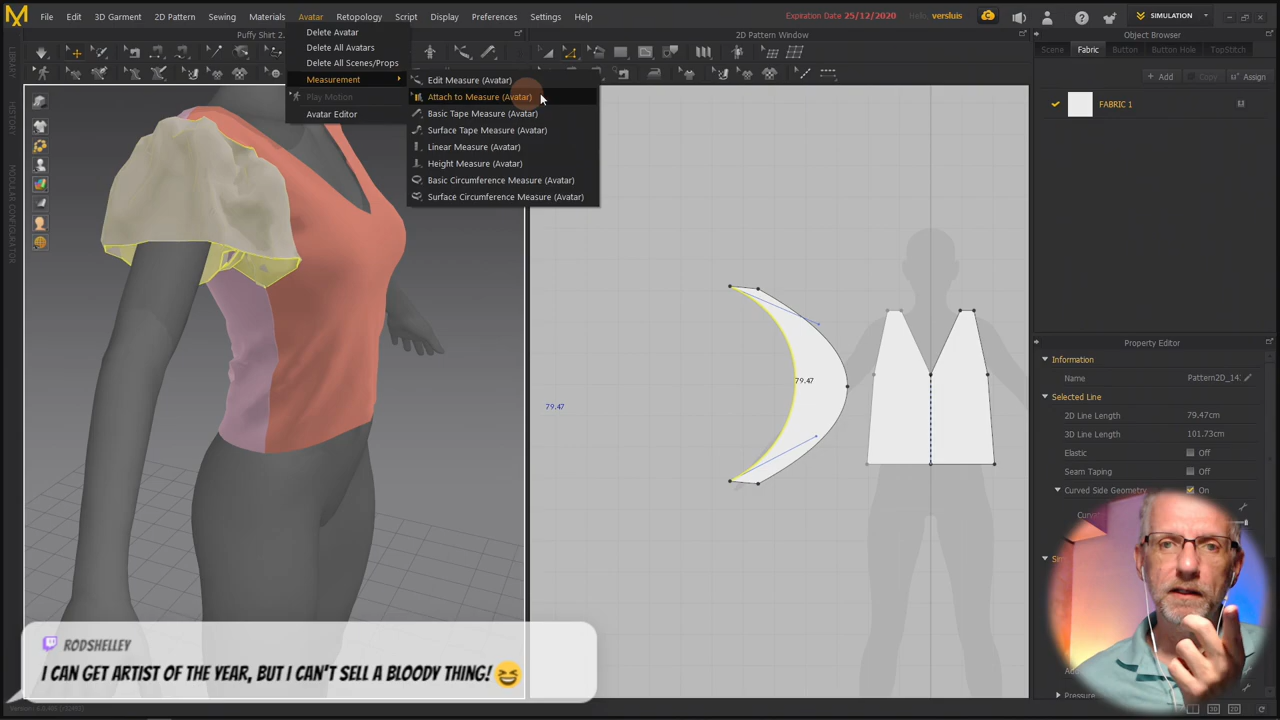 File Edit 3D Garment 2D Pattern Sewing Materials Avatar Retopology Script Display Preferences Settings Help
Expiration Date 25/12/2020
Hello, versluis
SIMULATION
Puffy Shirt 2.
2D Pattern Window
Object Browser
LIBRARY
MODULAR CONFIGURATOR
Delete Avatar
Delete All Avatars
Delete All Scenes/Props
Measurement
Play Motion
Avatar Editor
Edit Measure (Avatar)
Attach to Measure (Avatar)
Basic Tape Measure (Avatar)
Surface Tape Measure (Avatar)
Linear Measure (Avatar)
Height Measure (Avatar)
Basic Circumference Measure (Avatar)
Surface Circumference Measure (Avatar)
79.47
79.47
Scene Fabric Button Button Hole TopStitch
+ Add Assign
FABRIC 1
Property Editor
Information
Name Pattern2D_14
Selected Line
2D Line Length 79.47cm
3D Line Length 101.73cm
Elastic Off
Seam Taping Off
Curved Side Geometry On
Pressure
RODSHELLEY
I CAN GET ARTIST OF THE YEAR, BUT I CAN'T SELL A BLOODY THING!
3D 2D